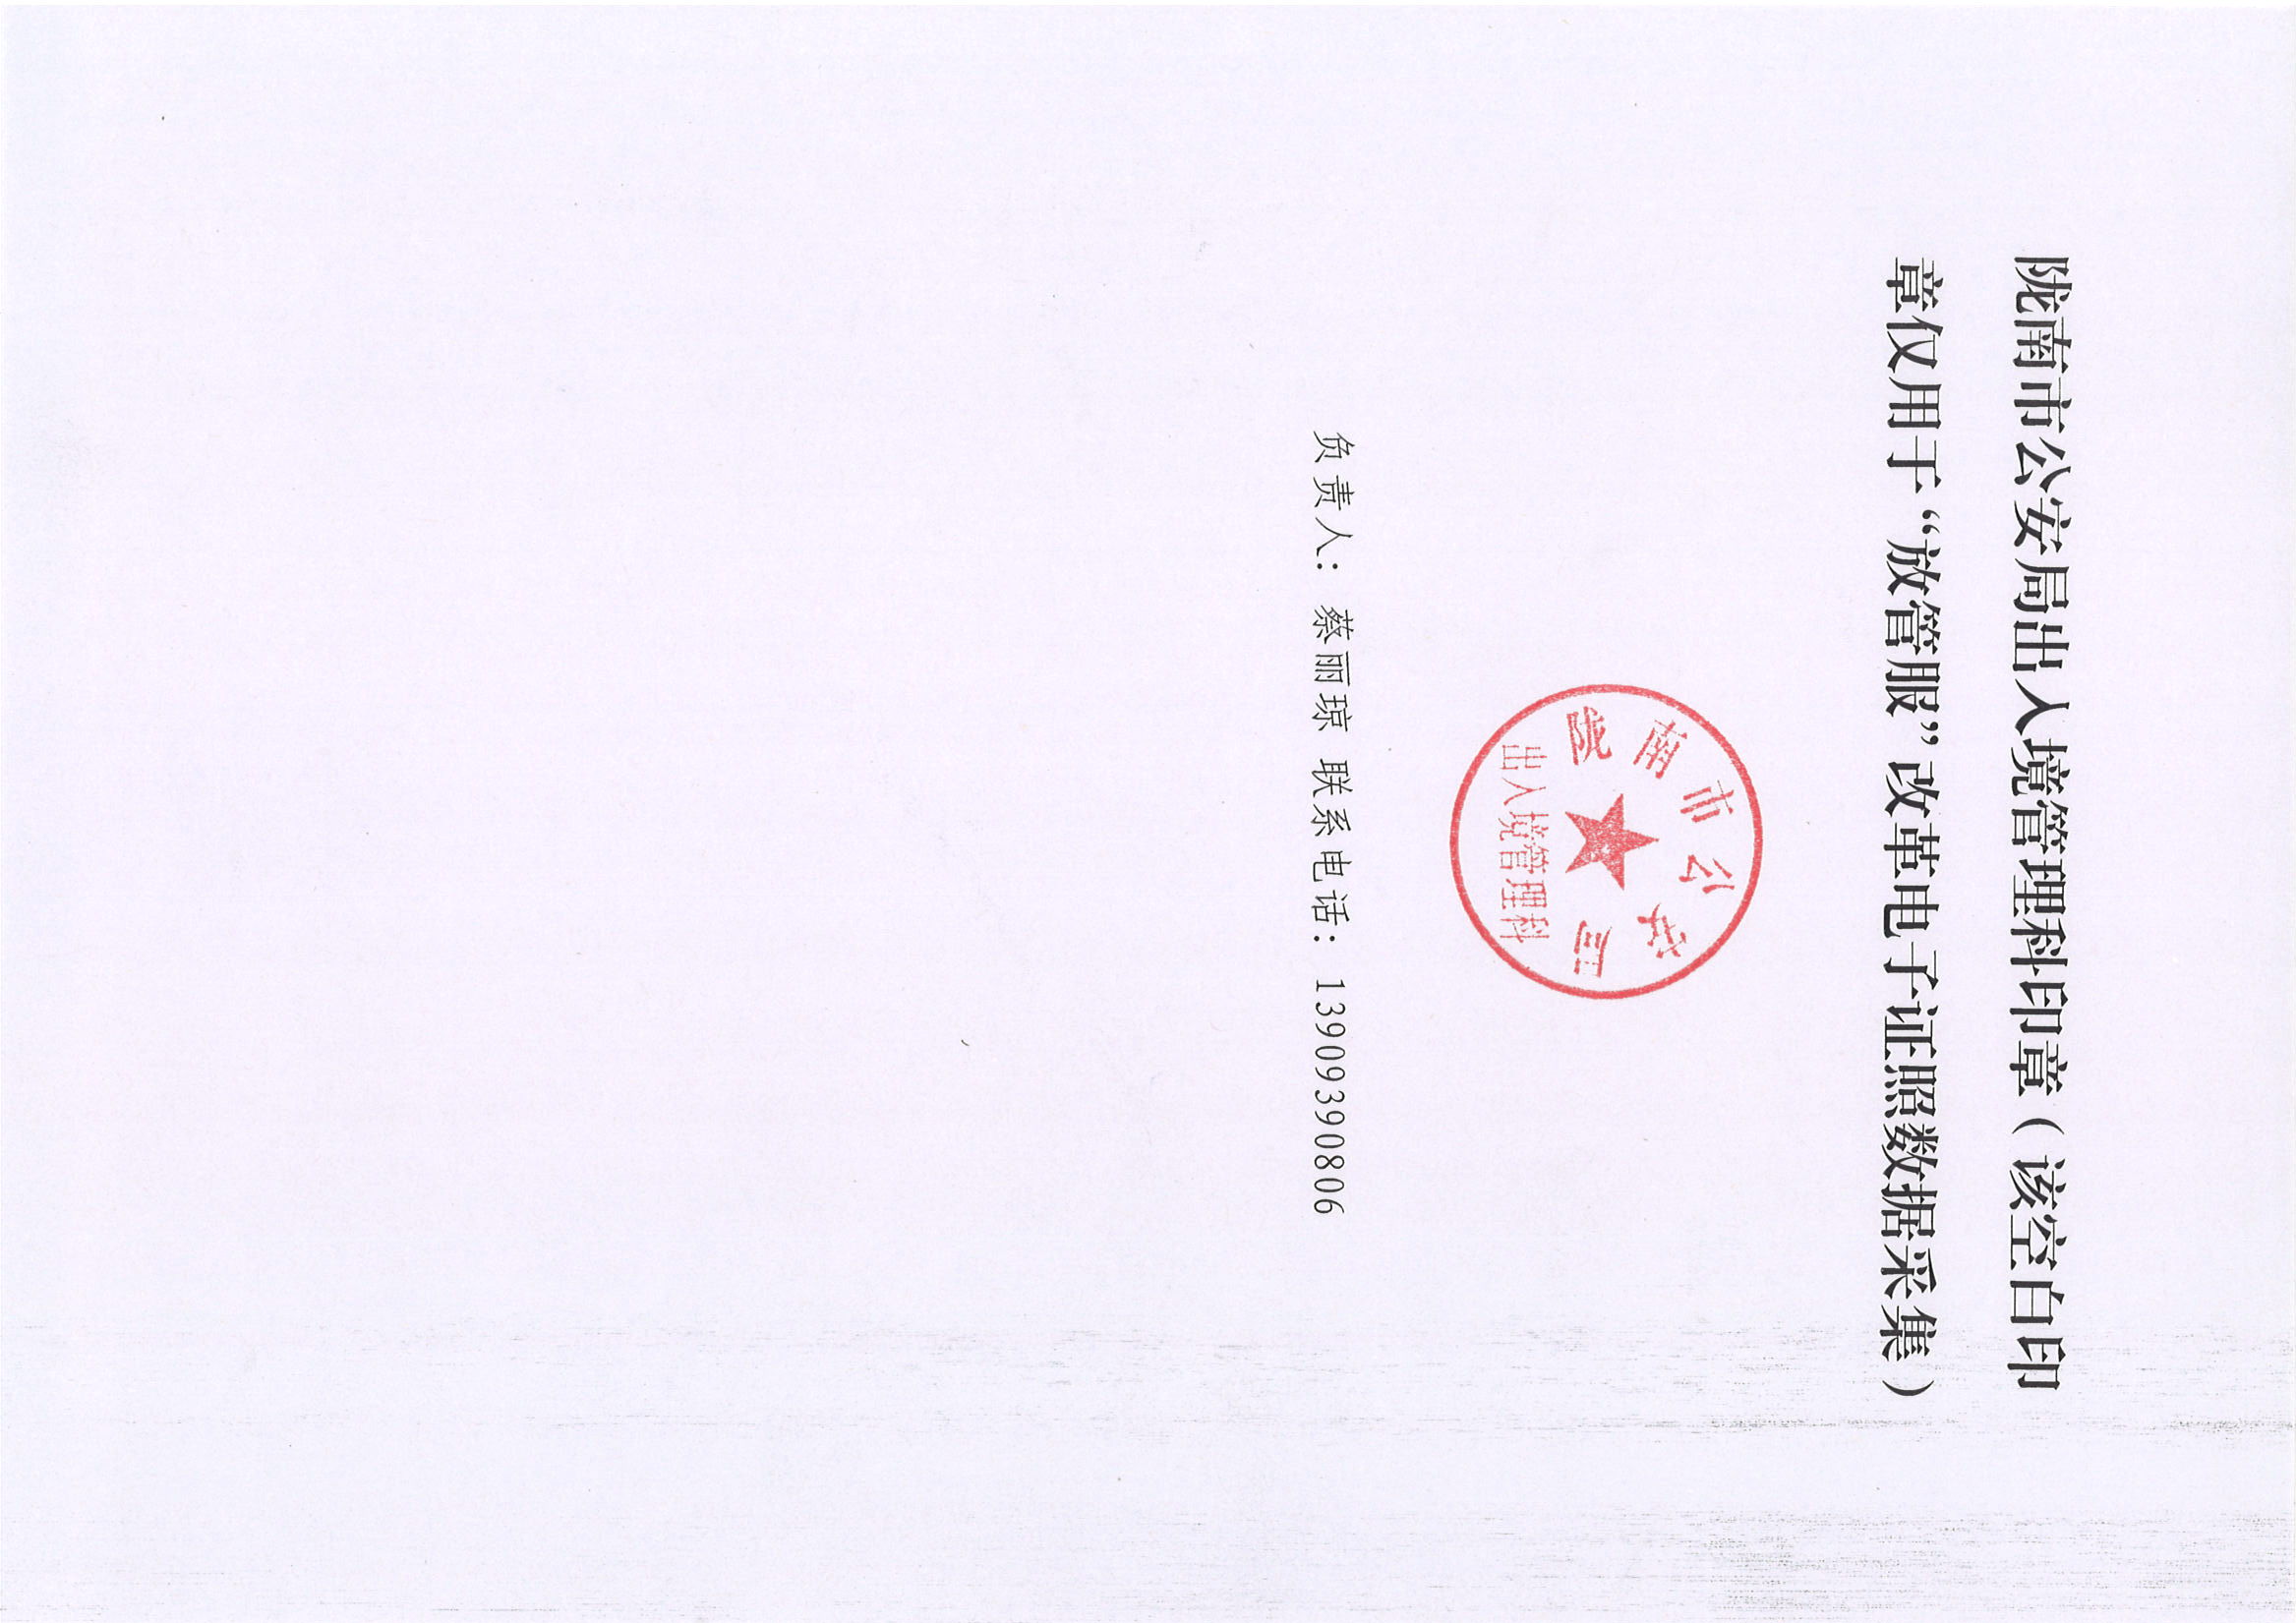 陇南市公安局出入境管理科印章（该空白印
章仅用于“放管服”改革电子证照数据采集）
陇南市公安局
出入境管理科
负责人：蔡丽琼 联系电话：13909390806